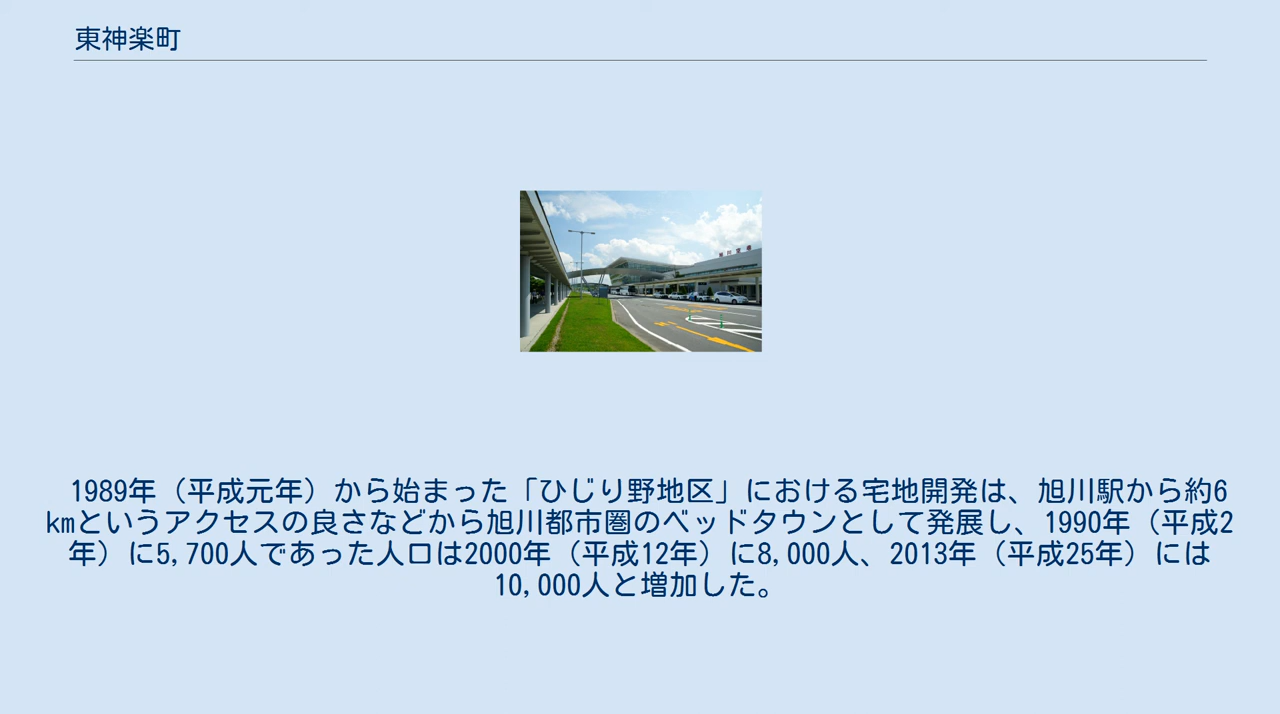 東神楽町
1989年（平成元年）から始まった「ひじり野地区」における宅地開発は、旭川駅から約6
kmというアクセスの良さなどから旭川都市圏のベッドタウンとして発展し、1990年（平成2
年）に5,700人であった人口は2000年（平成12年）に8,000人、2013年（平成25年）には
10,000人と増加した。